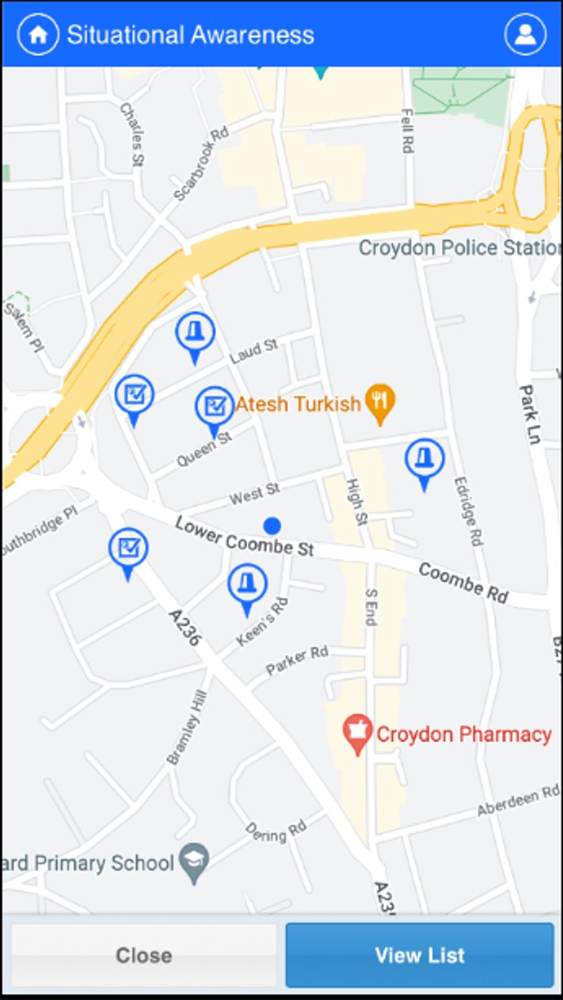 Situational Awareness
Charles St
Scarbrook Rd
Fell Rd
Croydon Police Statior
Salem Pl
Laud St
Atesh Turkish
Park Ln
Queen St
West St
High St
Edridge Rd
outhbridge Pl
Lower Coombe St
Coombe Rd
A236
S End
Keen's Rd
Parker Rd
Bramley Hill
Croydon Pharmacy
Aberdeen Rd
Dering Rd
ard Primary School
Close
View List